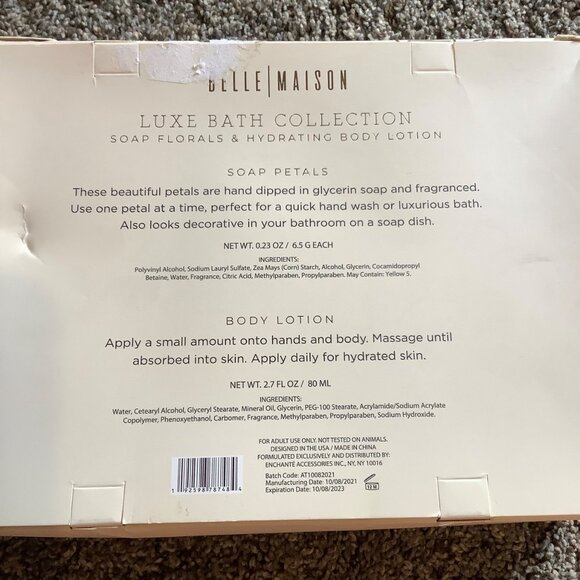 BELLE|MAISON
LUXE BATH COLLECTION
SOAP FLORALS & HYDRATING BODY LOTION
SOAP PETALS
These beautiful petals are hand dipped in glycerin soap and fragranced.
Use one petal at a time, perfect for a quick hand wash or luxurious bath.
Also looks decorative in your bathroom on a soap dish.
NET WT. 0.23 OZ / 6.5 G EACH
INGREDIENTS:
Polyvinyl Alcohol, Sodium Lauryl Sulfate, Zea Mays (Corn) Starch, Alcohol, Glycerin, Cocamidopropyl
Betaine, Water, Fragrance, Citric Acid, Methylparaben, Propylparaben. May Contain: Yellow 5.
BODY LOTION
Apply a small amount onto hands and body. Massage until
absorbed into skin. Apply daily for hydrated skin.
NET WT. 2.7 FL OZ / 80 ML
INGREDIENTS:
Water, Cetearyl Alcohol, Glyceryl Stearate, Mineral Oil, Glycerin, PEG-100 Stearate, Acrylamide/Sodium Acrylate
Copolymer, Phenoxyethanol, Carbomer, Fragrance, Methylparaben, Propylparaben, Sodium Hydroxide.
FOR ADULT USE ONLY. NOT TESTED ON ANIMALS.
DESIGNED IN THE USA / MADE IN CHINA
FORMULATED EXCLUSIVELY AND DISTRIBUTED BY:
ENCHANTÉ ACCESSORIES INC., NY, NY 10016
Batch Code: AT10082021
Manufacturing Date: 10/08/2021
Expiration Date: 10/08/2023
12 M
1 92598 78748 4